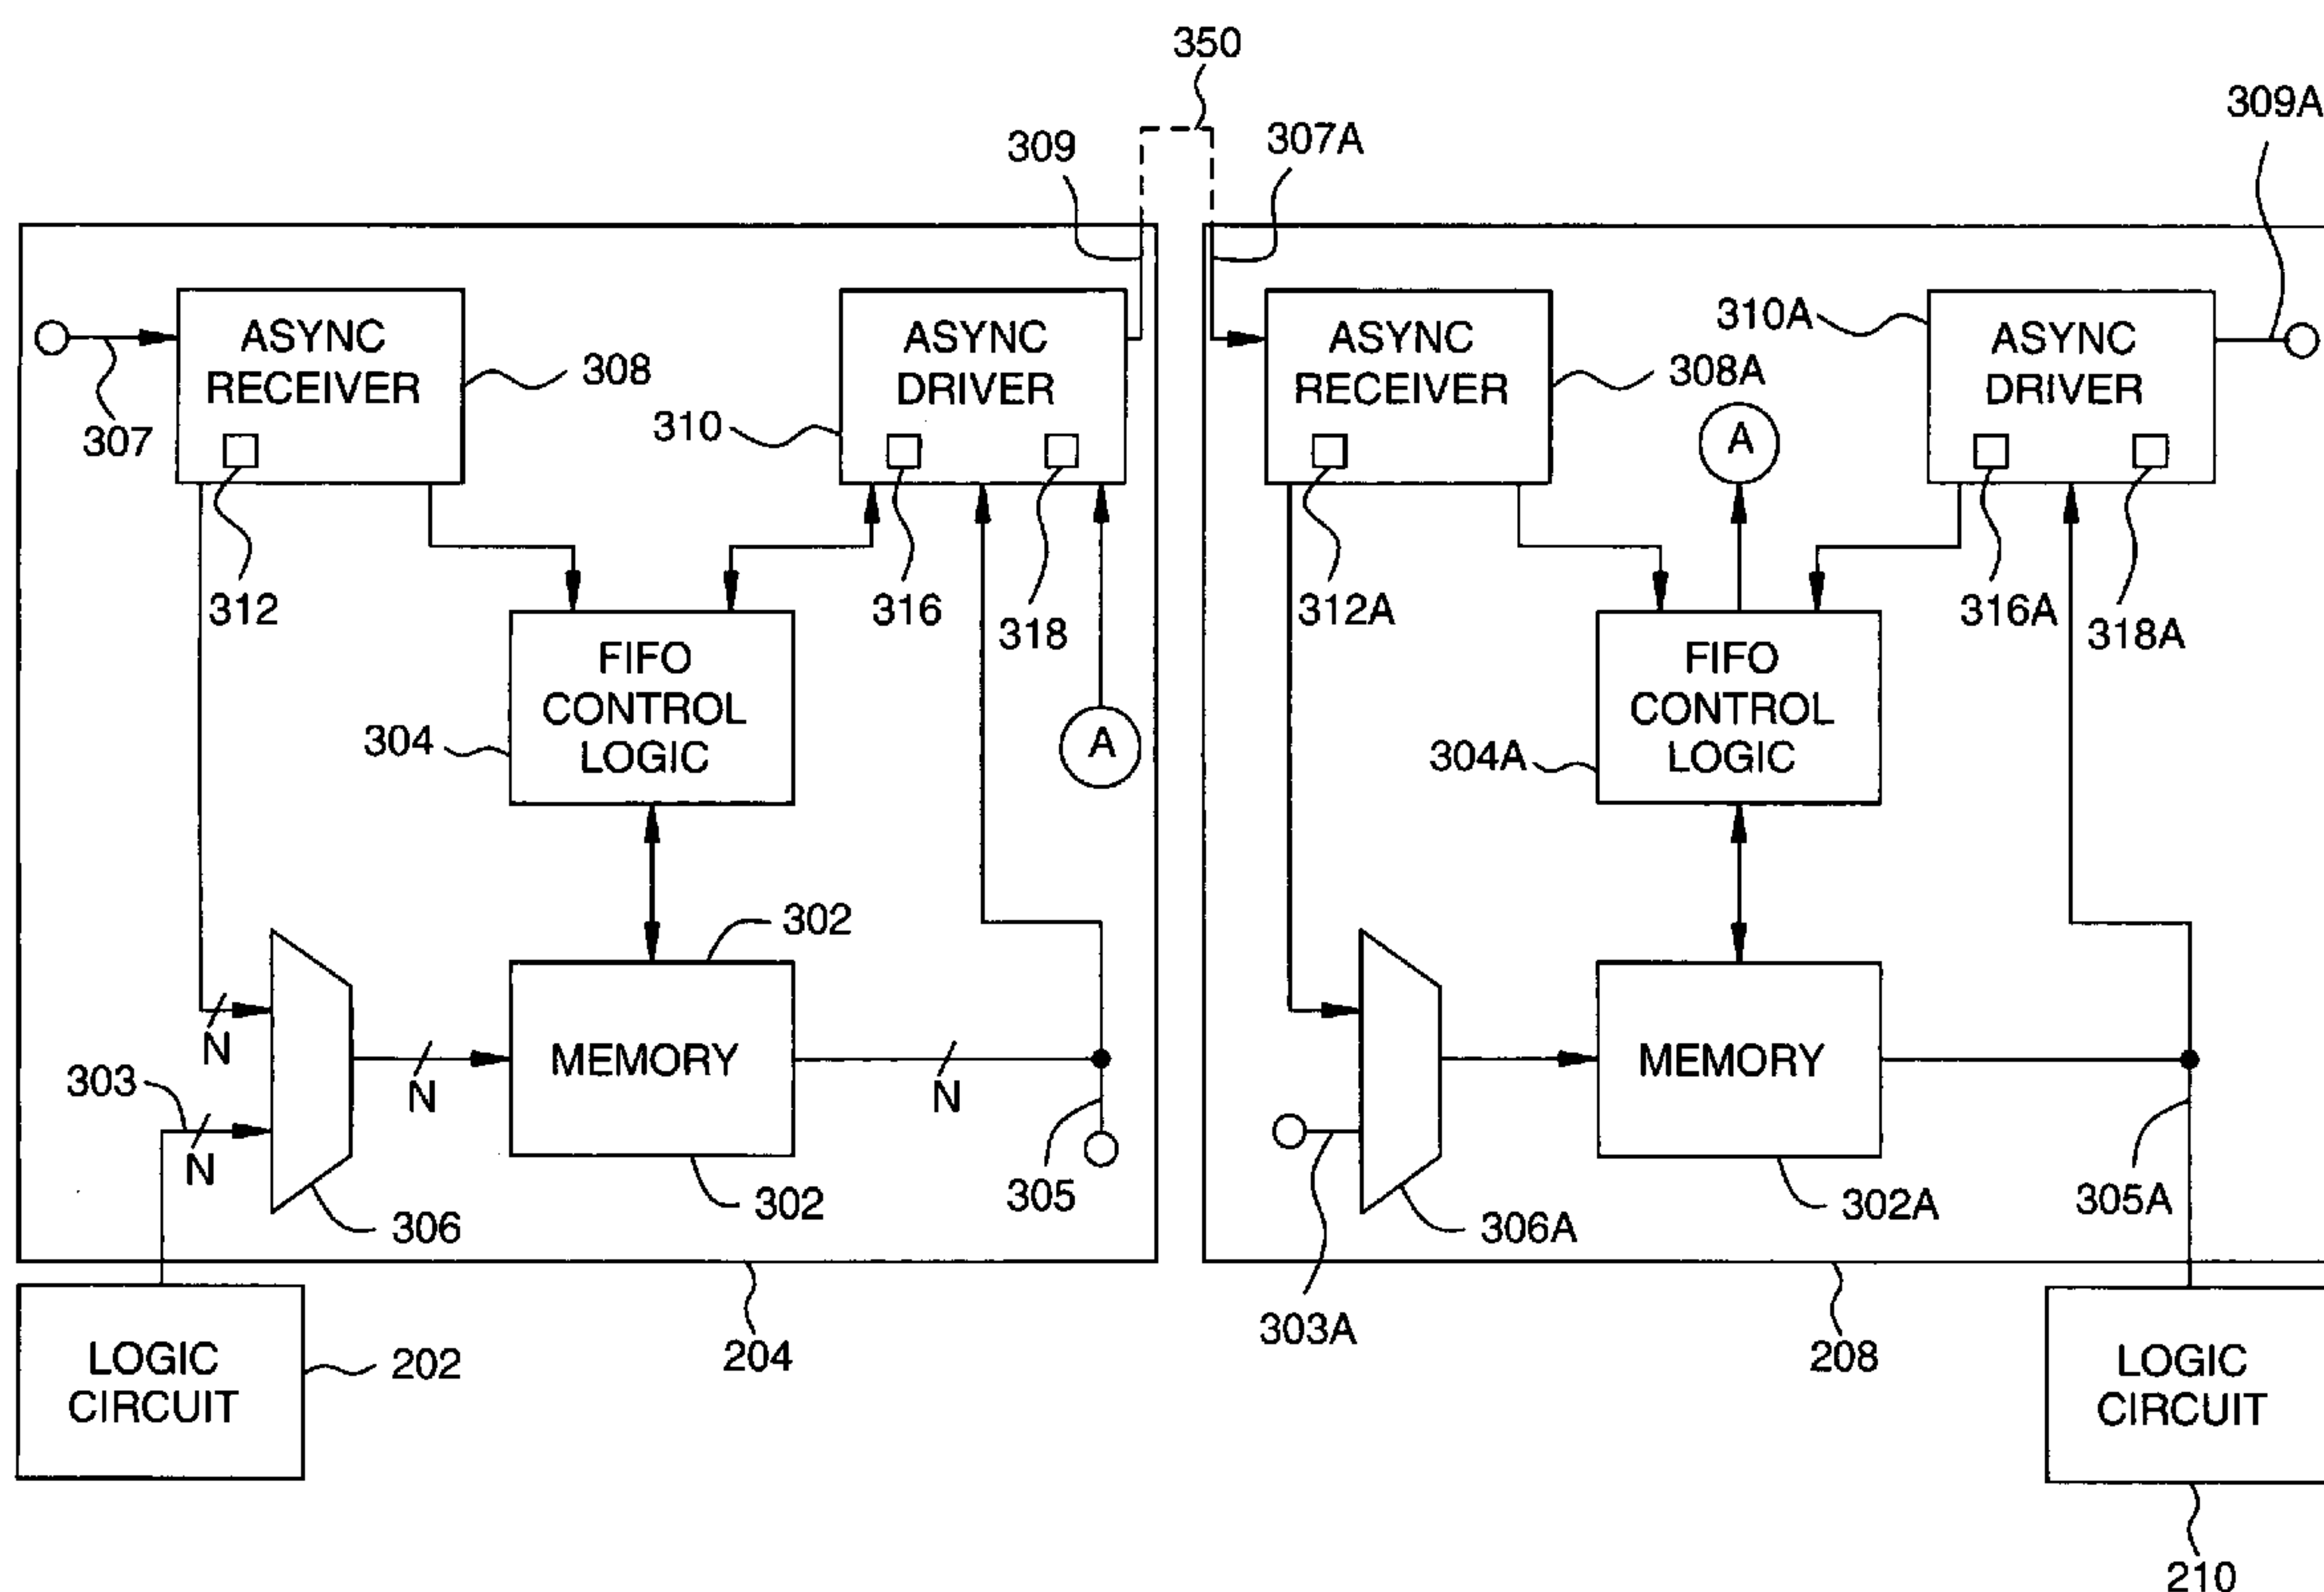 350
309A
309
307A
ASYNC
RECEIVER
308
307
312
ASYNC
DRIVER
310
316
318
A
FIFO
CONTROL
LOGIC
304
302
MEMORY
302
N
N
N
N
303
306
305
204
LOGIC
CIRCUIT
202
ASYNC
RECEIVER
308A
312A
A
310A
ASYNC
DRIVER
316A
318A
FIFO
CONTROL
LOGIC
304A
MEMORY
302A
306A
303A
305A
208
LOGIC
CIRCUIT
210